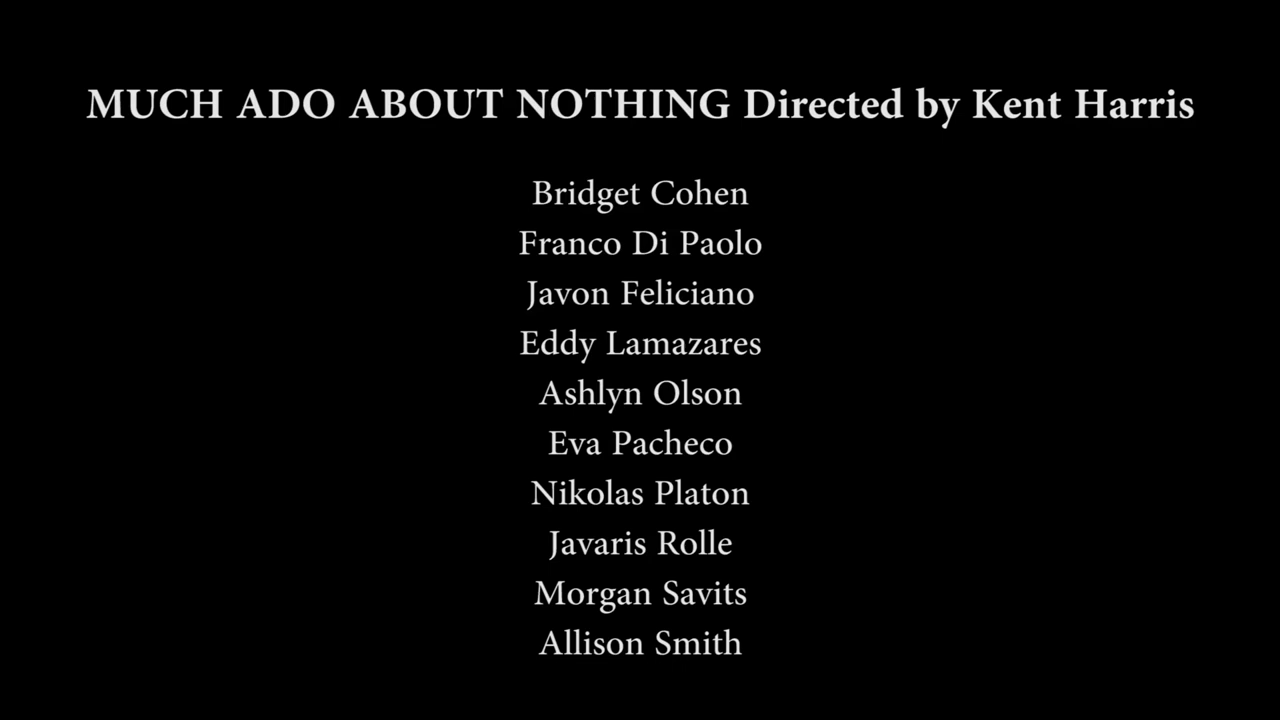 MUCH ADO ABOUT NOTHING Directed by Kent Harris
Bridget Cohen
Franco Di Paolo
Javon Feliciano
Eddy Lamazares
Ashlyn Olson
Eva Pacheco
Nikolas Platon
Javaris Rolle
Morgan Savits
Allison Smith